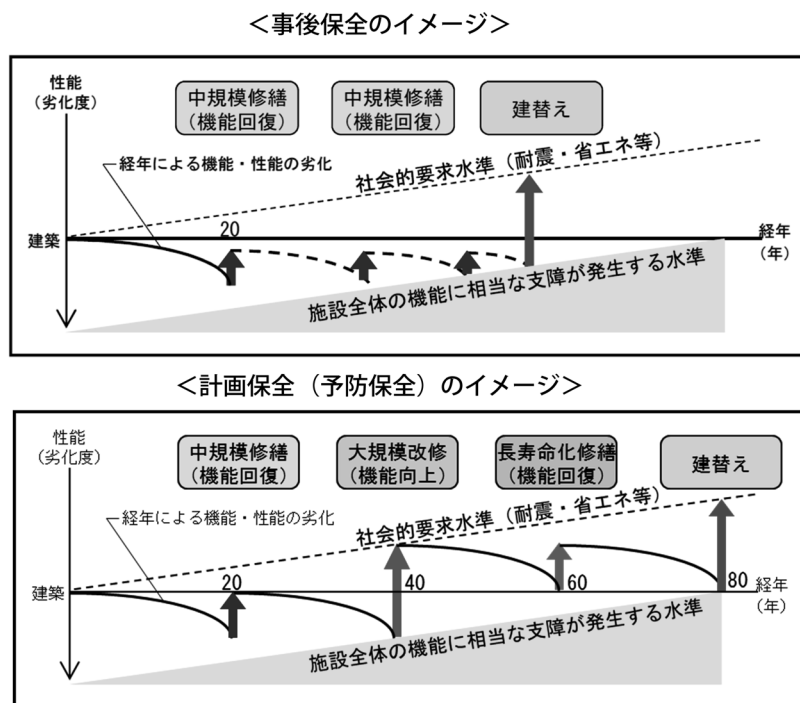 ＜事後保全のイメージ＞
性能
（劣化度）
中規模修繕
（機能回復）
中規模修繕
（機能回復）
建替え
経年による機能・性能の劣化
社会的要求水準（耐震・省エネ等）
建築
20
経年
（年）
施設全体の機能に相当な支障が発生する水準
＜計画保全（予防保全）のイメージ＞
性能
（劣化度）
中規模修繕
（機能回復）
大規模改修
（機能向上）
長寿命化修繕
（機能回復）
建替え
経年による機能・性能の劣化
社会的要求水準（耐震・省エネ等）
建築
20
40
60
80
経年
（年）
施設全体の機能に相当な支障が発生する水準